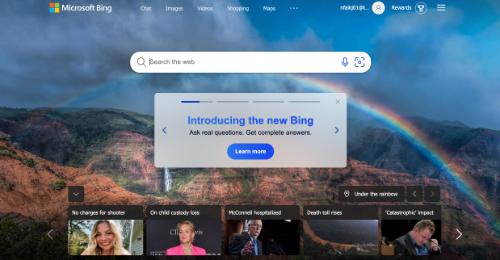 Microsoft Bing
Chat Images Videos Shopping Maps
Rewards
Search the web
Introducing the new Bing
Ask real questions. Get complete answers.
Learn more
Under the rainbow
No charges for shooter
On child custody loss
McConnell hospitalized
Death toll rises
'Catastrophic' impact